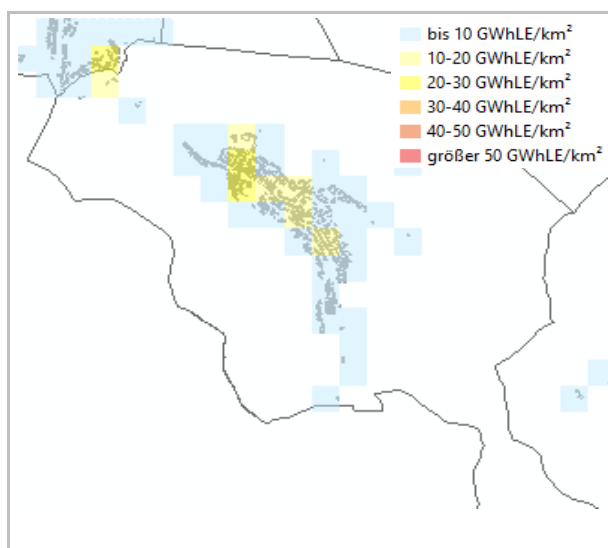 bis 10 GWhLE/km²
10-20 GWhLE/km²
20-30 GWhLE/km²
30-40 GWhLE/km²
40-50 GWhLE/km²
größer 50 GWhLE/km²